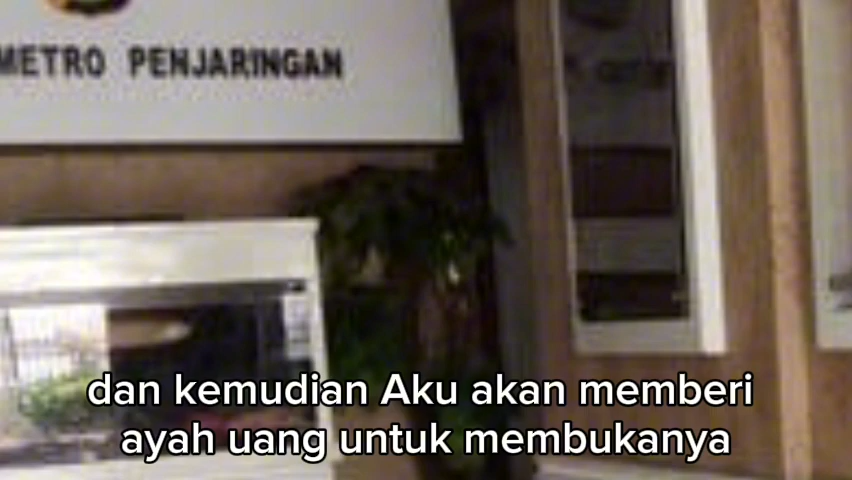 METRO PENJARINGAN
dan kemudian Aku akan memberi
ayah uang untuk membukanya